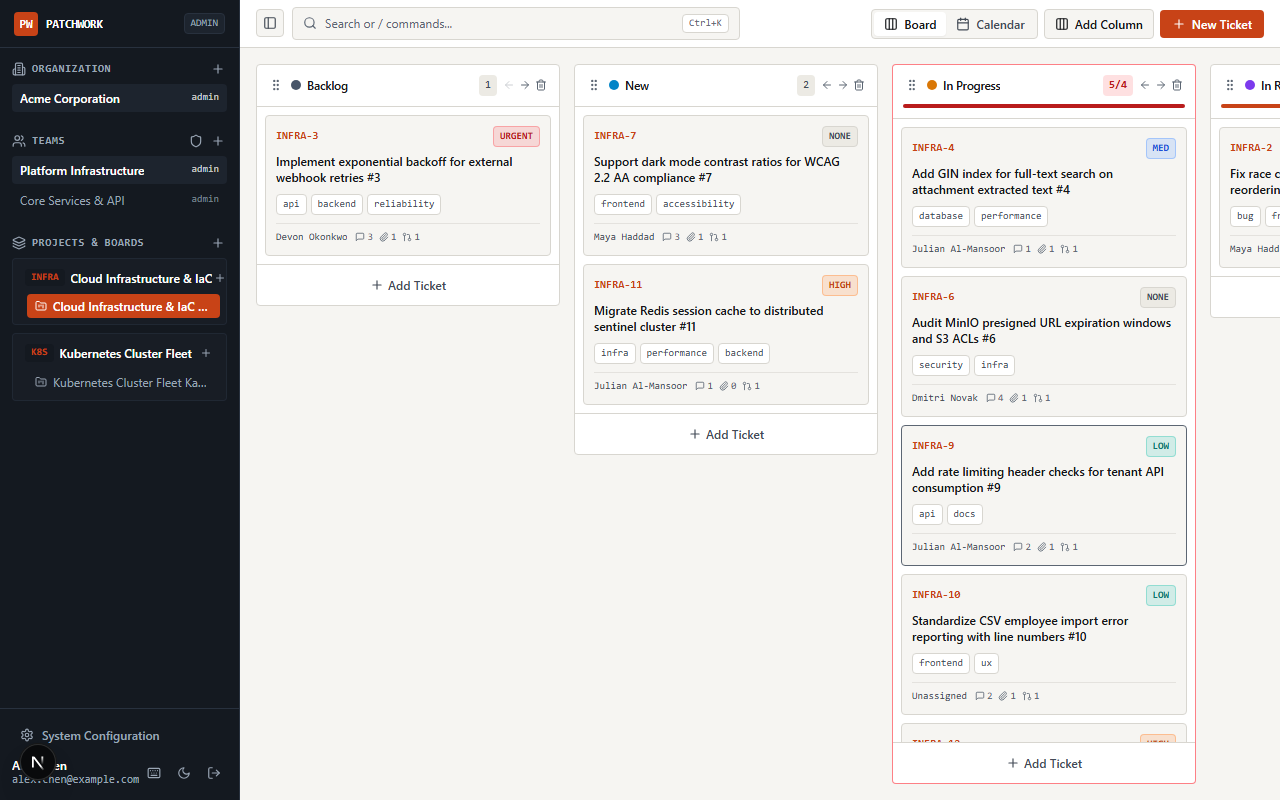 PW PATCHWORK ADMIN
ORGANIZATION
Acme Corporation admin
TEAMS
Platform Infrastructure admin
Core Services & API admin
PROJECTS & BOARDS
INFRA Cloud Infrastructure & IaC
Cloud Infrastructure & IaC ...
K8S Kubernetes Cluster Fleet
Kubernetes Cluster Fleet Ka...
System Configuration
N
alex.chen@example.com
Search or / commands... Ctrl+K
Board
Calendar
Add Column
New Ticket
Backlog 1
INFRA-3 URGENT
Implement exponential backoff for external
webhook retries #3
api backend reliability
Devon Okonkwo 3 1 1
Add Ticket
New 2
INFRA-7 NONE
Support dark mode contrast ratios for WCAG
2.2 AA compliance #7
frontend accessibility
Maya Haddad 3 1 1
INFRA-11 HIGH
Migrate Redis session cache to distributed
sentinel cluster #11
infra performance backend
Julian Al-Mansoor 1 0 1
Add Ticket
In Progress 5/4
INFRA-4 MED
Add GIN index for full-text search on
attachment extracted text #4
database performance
Julian Al-Mansoor 1 1 1
INFRA-6 NONE
Audit MinIO presigned URL expiration windows
and S3 ACLs #6
security infra
Dmitri Novak 4 1 1
INFRA-9 LOW
Add rate limiting header checks for tenant API
consumption #9
api docs
Julian Al-Mansoor 2 1 1
INFRA-10 LOW
Standardize CSV employee import error
reporting with line numbers #10
frontend ux
Unassigned 2 1 1
Add Ticket
In R
INFRA-2
Fix race c
reordering
bug fr
Maya Hadd